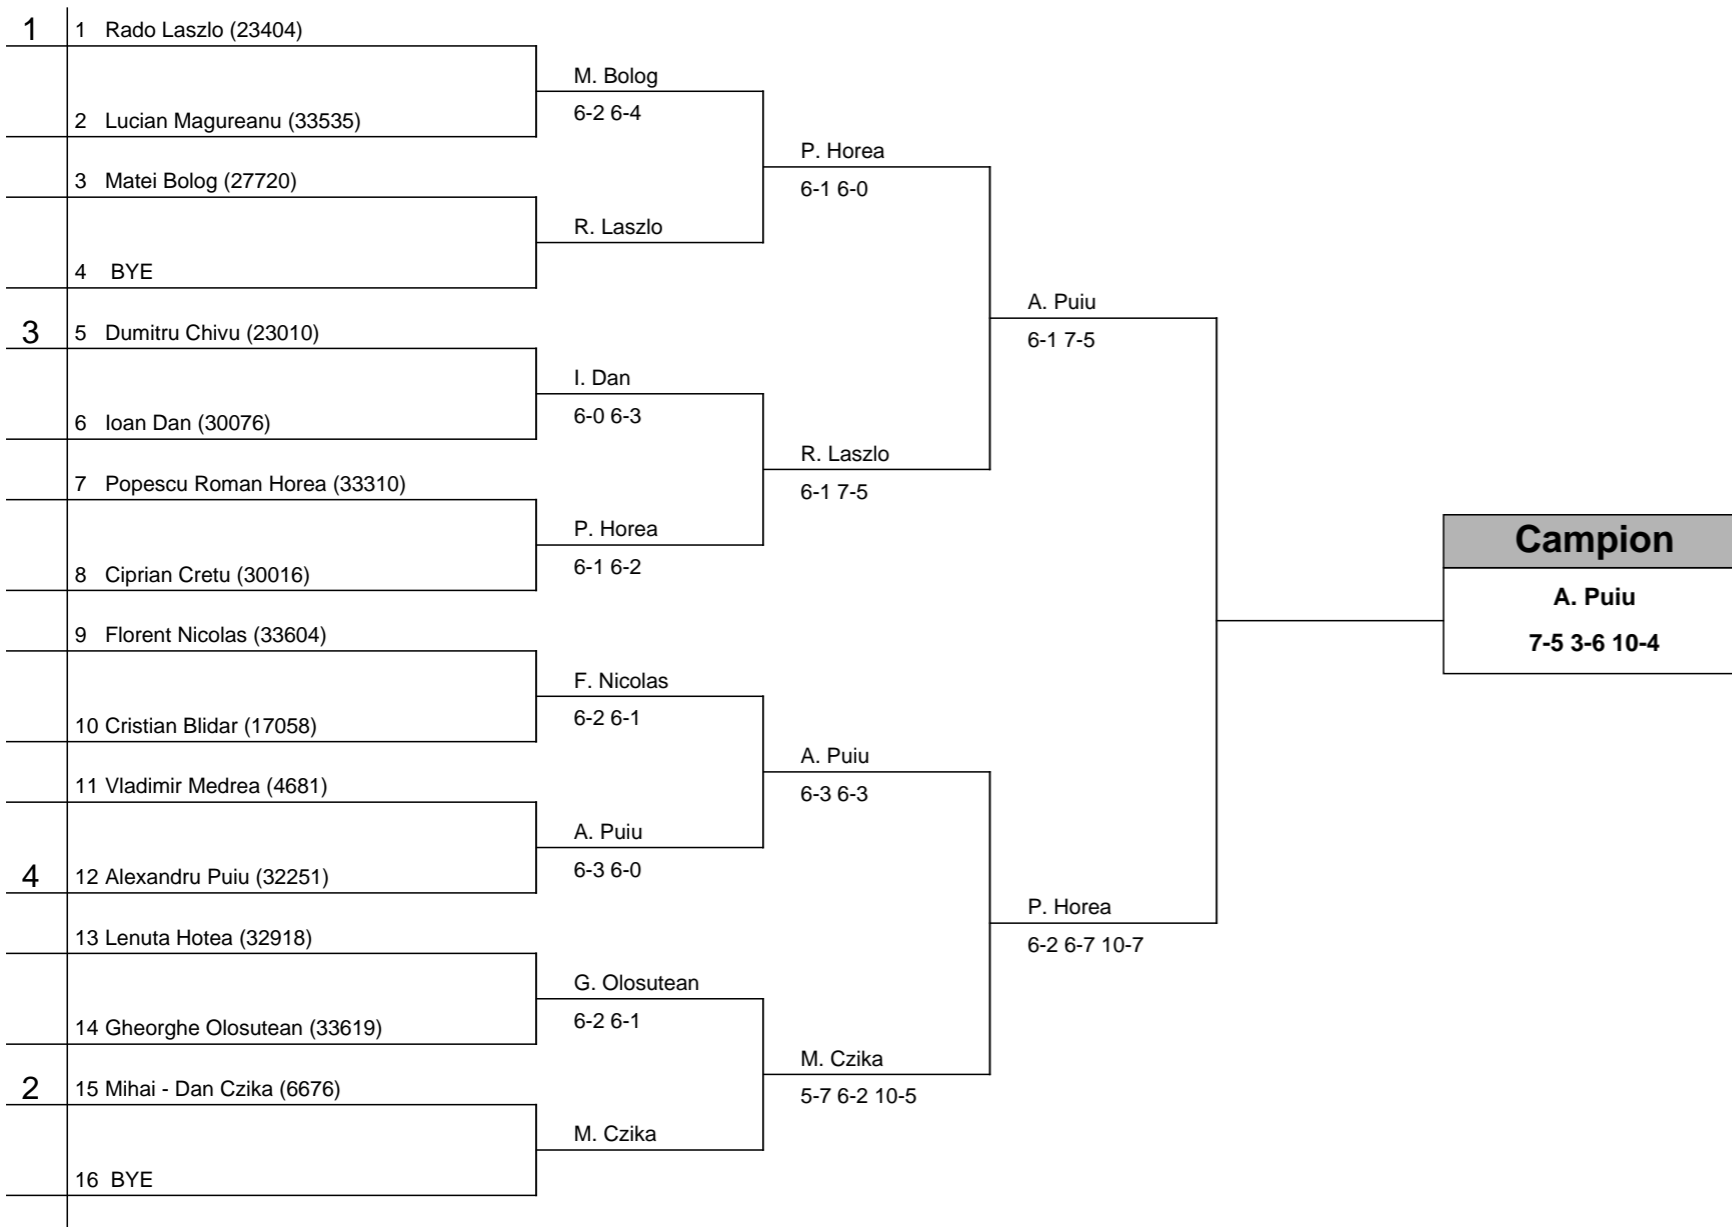 1
1 Rado Laszlo (23404)
M. Bolog
6-2 6-4
2 Lucian Magureanu (33535)
P. Horea
6-1 6-0
3 Matei Bolog (27720)
R. Laszlo
4 BYE
A. Puiu
6-1 7-5
3
5 Dumitru Chivu (23010)
I. Dan
6-0 6-3
6 Ioan Dan (30076)
R. Laszlo
6-1 7-5
7 Popescu Roman Horea (33310)
P. Horea
6-1 6-2
8 Ciprian Cretu (30016)
Campion
A. Puiu
7-5 3-6 10-4
9 Florent Nicolas (33604)
F. Nicolas
6-2 6-1
10 Cristian Blidar (17058)
A. Puiu
6-3 6-3
11 Vladimir Medrea (4681)
A. Puiu
6-3 6-0
4
12 Alexandru Puiu (32251)
P. Horea
6-2 6-7 10-7
13 Lenuta Hotea (32918)
G. Olosutean
6-2 6-1
14 Gheorghe Olosutean (33619)
M. Czika
5-7 6-2 10-5
2
15 Mihai - Dan Czika (6676)
M. Czika
16 BYE